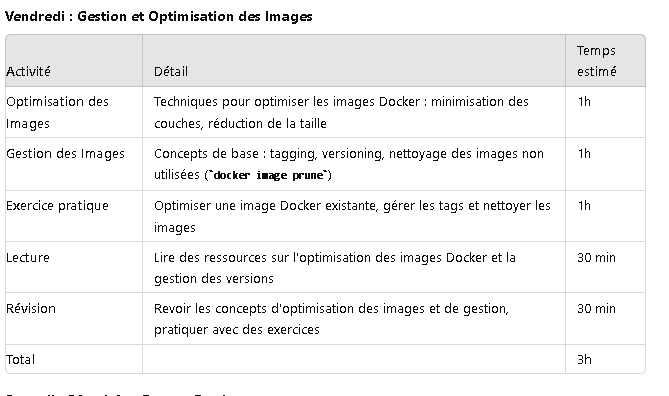 Vendredi : Gestion et Optimisation des Images
Temps
Activité Détail estimé
Optimisation des Techniques pour optimiser les images Docker : minimisation des 1h
Images couches, réduction de la taille
Gestion des Images Concepts de base : tagging, versioning, nettoyage des images non 1h
utilisées (`docker image prune`)
Exercice pratique Optimiser une image Docker existante, gérer les tags et nettoyer les 1h
images
Lecture Lire des ressources sur l'optimisation des images Docker et la 30 min
gestion des versions
Révision Revoir les concepts d'optimisation des images et de gestion, 30 min
pratiquer avec des exercices
Total 3h